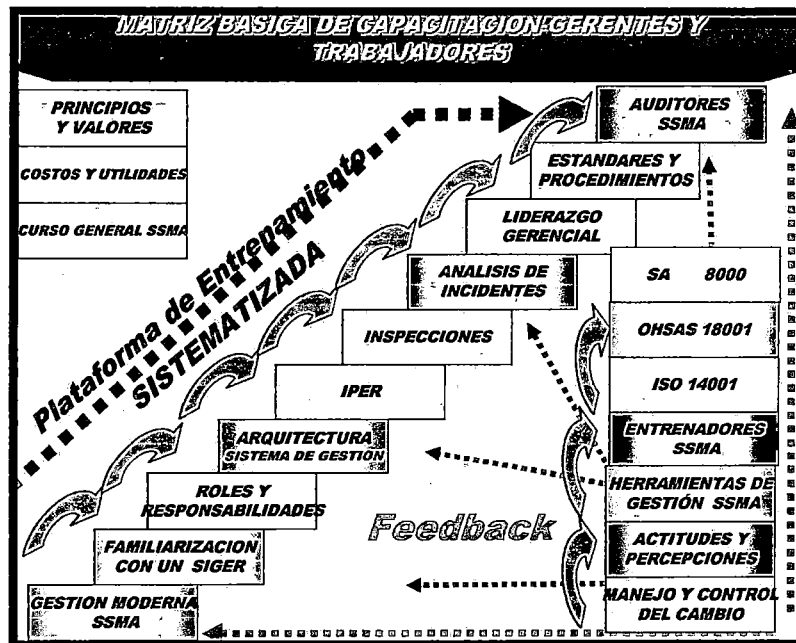 MATRIZ BASICA DE CAPACITACION-GERENTES Y
TRABAJADORES
PRINCIPIOS
Y VALORES
COSTOS Y UTILIDADES
CURSO GENERAL SSMA
Plataforma de Entrenamiento
SISTEMATIZADA
AUDITORES
SSMA
ESTANDARES Y
PROCEDIMIENTOS
LIDERAZGO
GERENCIAL
ANALISIS DE
INCIDENTES
INSPECCIONES
IPER
ARQUITECTURA
SISTEMA DE GESTIÓN
ROLES Y
RESPONSABILIDADES
FAMILIARIZACION
CON UN SIGER
GESTION MODERNA
SSMA
Feedback
SA 8000
OHSAS 18001
ISO 14001
ENTRENADORES
SSMA
HERRAMIENTAS DE
GESTIÓN SSMA
ACTITUDES Y
PERCEPCIONES
MANEJO Y CONTROL
DEL CAMBIO